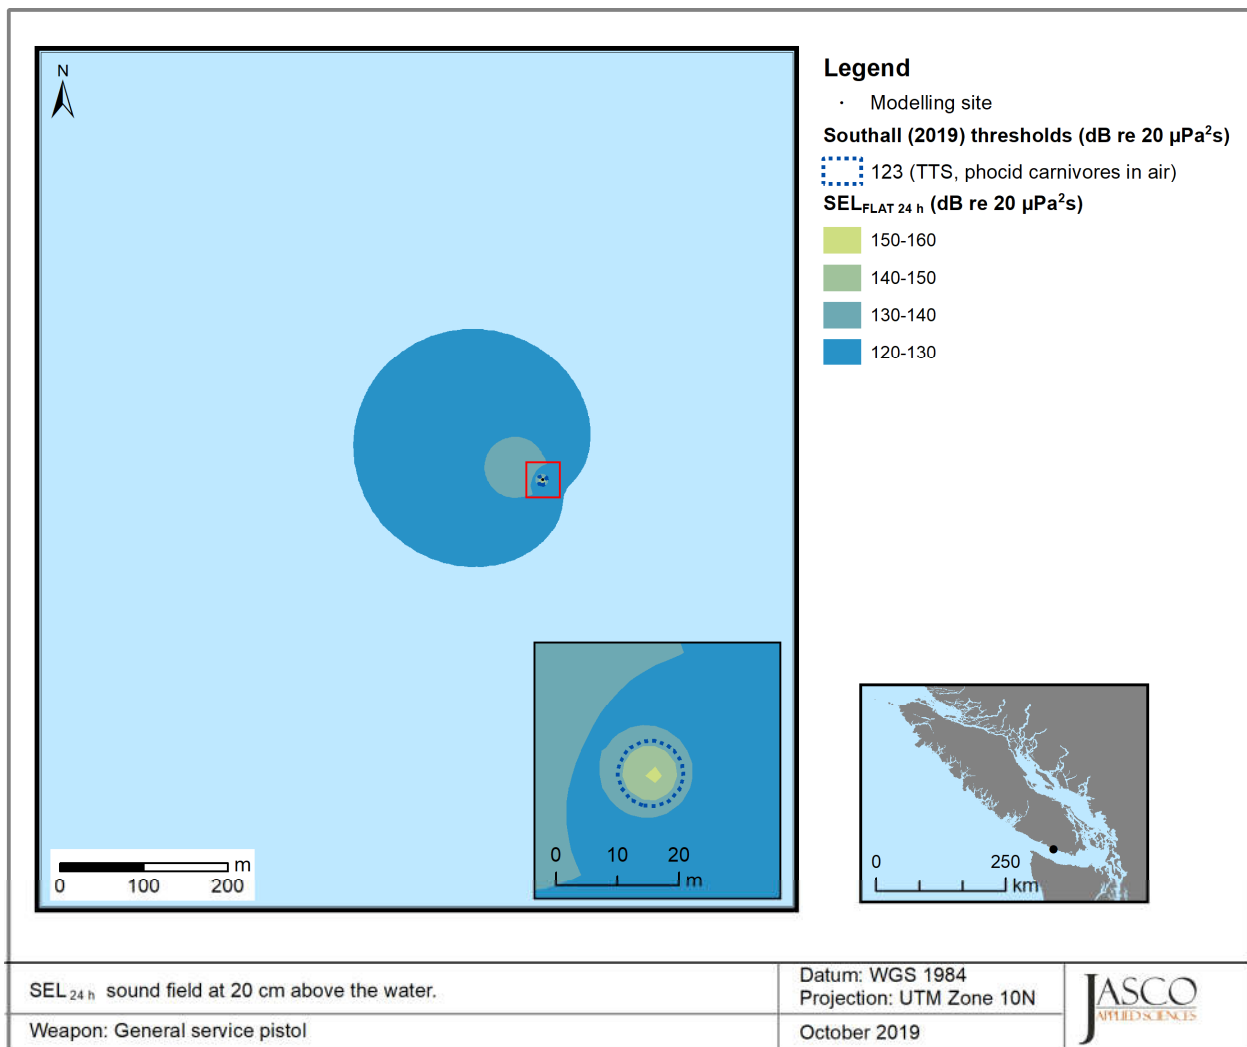 N
Legend
Modelling site
Southall (2019) thresholds (dB re 20 µPa²s)
123 (TTS, phocid carnivores in air)
SEL_FLAT 24 h (dB re 20 µPa²s)
150-160
140-150
130-140
120-130
0 100 200 m
0 10 20
m
0 250
km
SEL 24 h sound field at 20 cm above the water.
Weapon: General service pistol
Datum: WGS 1984
Projection: UTM Zone 10N
October 2019
JASCO
APPLIED SCIENCES